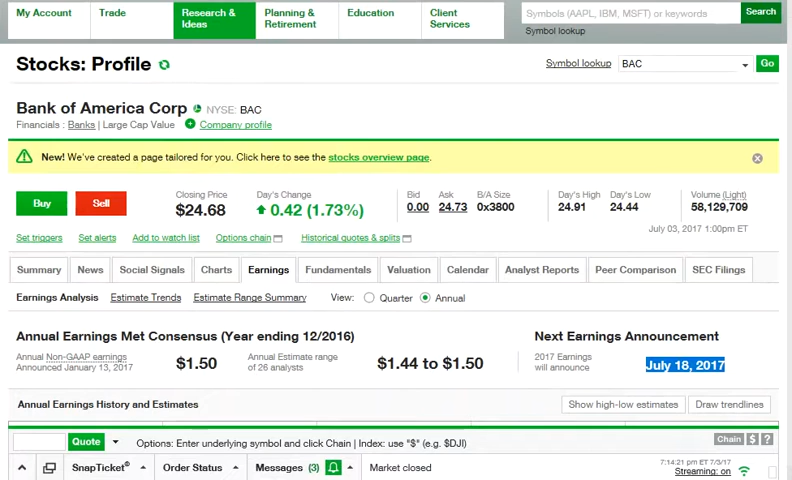 My Account Trade Research & Ideas Planning & Retirement Education Client Services
Symbols (AAPL, IBM, MSFT) or keywords Search
Symbol lookup
Stocks: Profile Symbol lookup BAC Go
Bank of America Corp NYSE: BAC
Financials : Banks | Large Cap Value Company profile
New! We've created a page tailored for you. Click here to see the stocks overview page.
Buy Sell
Closing Price Day's Change Bid Ask B/A Size Day's High Day's Low Volume (Light)
$24.68 0.42 (1.73%) 0.00 24.73 0x3800 24.91 24.44 58,129,709
July 03, 2017 1:00pm ET
Set triggers Set alerts Add to watch list Options chain Historical quotes & splits
Summary News Social Signals Charts Earnings Fundamentals Valuation Calendar Analyst Reports Peer Comparison SEC Filings
Earnings Analysis Estimate Trends Estimate Range Summary View: Quarter Annual
Annual Earnings Met Consensus (Year ending 12/2016) Next Earnings Announcement
Annual Non-GAAP earnings Announced January 13, 2017 $1.50 Annual Estimate range of 26 analysts $1.44 to $1.50 2017 Earnings will announce July 18, 2017
Annual Earnings History and Estimates Show high-low estimates Draw trendlines
Quote Options: Enter underlying symbol and click Chain | Index: use "$" (e.g. $DJI) Chain $ ?
SnapTicket® Order Status Messages (3) Market closed
7:14:21 pm ET 7/3/17
Streaming: on